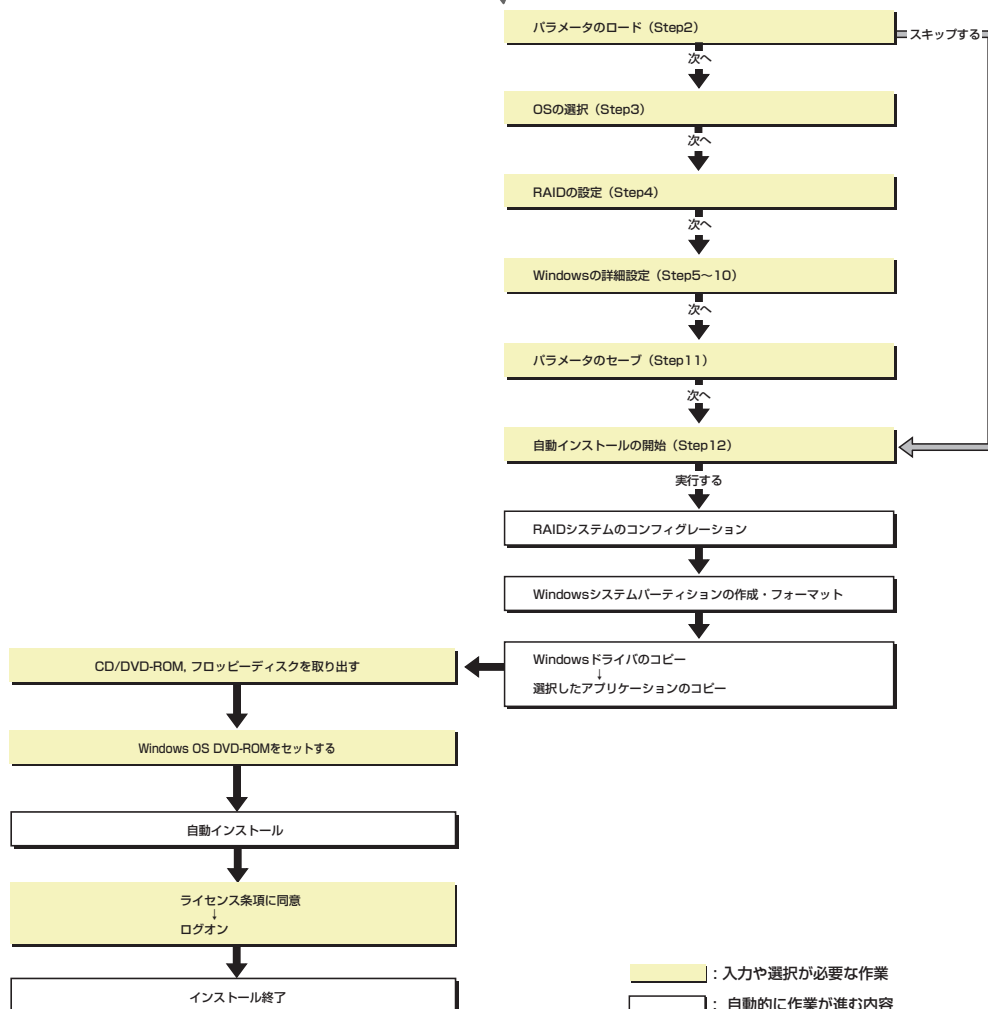 パラメータのロード（Step2）
スキップする
次へ
OSの選択（Step3）
次へ
RAIDの設定（Step4）
次へ
Windowsの詳細設定（Step5～10）
次へ
パラメータのセーブ（Step11）
次へ
自動インストールの開始（Step12）
実行する
RAIDシステムのコンフィグレーション
Windowsシステムパーティションの作成・フォーマット
Windowsドライバのコピー
↓
選択したアプリケーションのコピー
CD/DVD-ROM, フロッピーディスクを取り出す
Windows OS DVD-ROMをセットする
自動インストール
ライセンス条項に同意
↓
ログオン
インストール終了
：入力や選択が必要な作業
：自動的に作業が進む内容